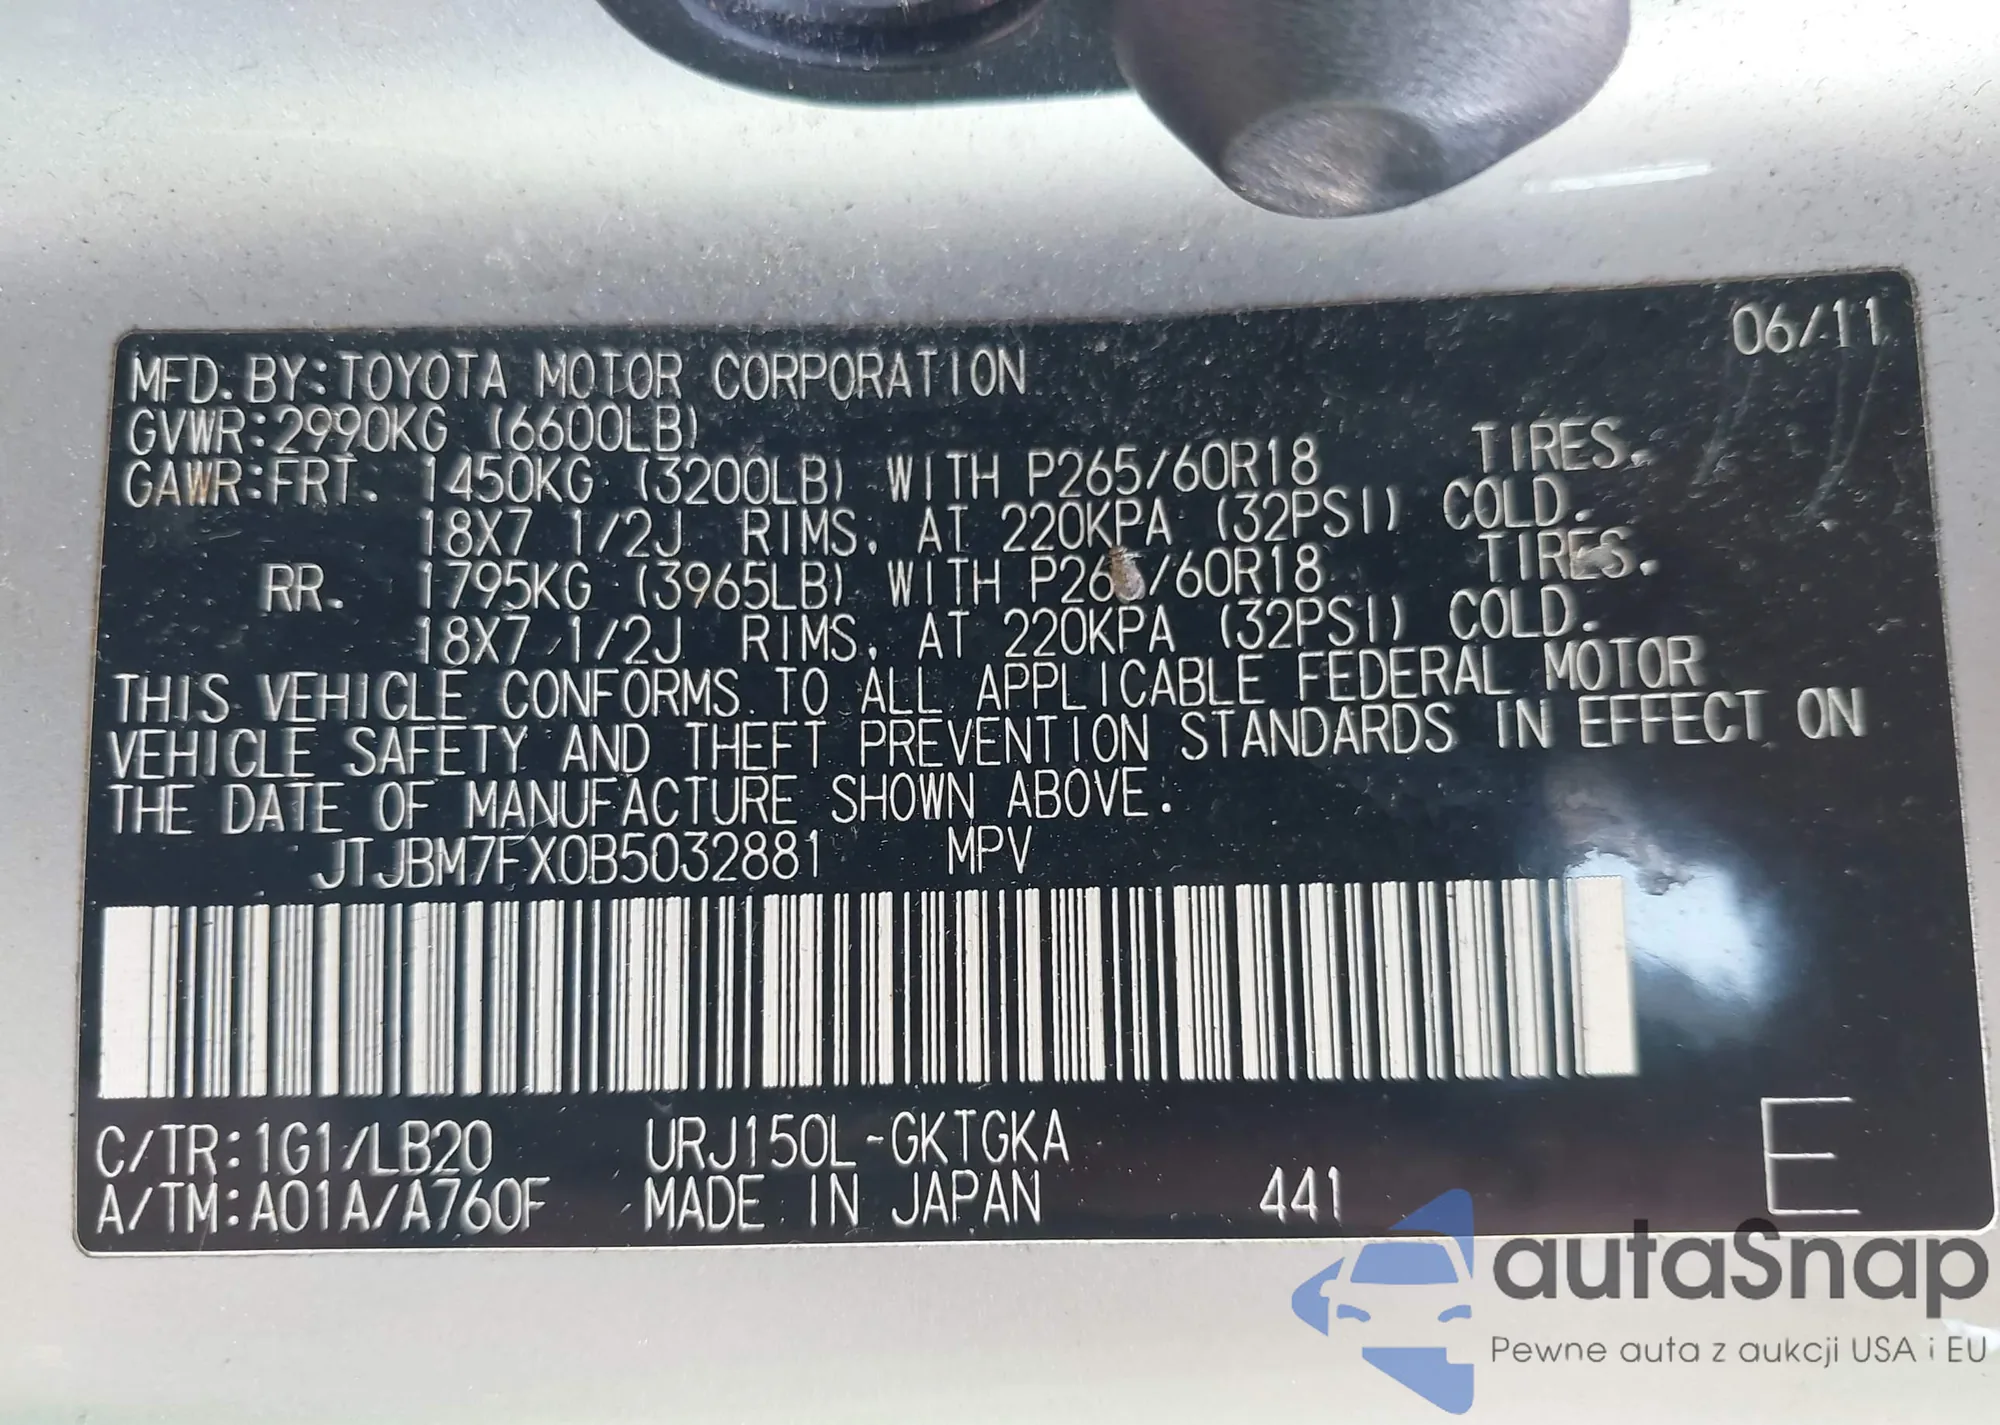 06/11
MFD. BY:TOYOTA MOTOR CORPORATION
GVWR:2990KG (6600LB)
GAWR:FRT. 1450KG (3200LB) WITH P265/60R18 TIRES.
18X7 1/2J RIMS, AT 220KPA (32PSI) COLD.
RR. 1795KG (3965LB) WITH P265/60R18 TIRES.
18X7 1/2J RIMS, AT 220KPA (32PSI) COLD.
THIS VEHICLE CONFORMS TO ALL APPLICABLE FEDERAL MOTOR
VEHICLE SAFETY AND THEFT PREVENTION STANDARDS IN EFFECT ON
THE DATE OF MANUFACTURE SHOWN ABOVE.
JTJBM7FX0B5032881 MPV
C/TR:1G1/LB20 URJ150L-GKTGKA
A/TM:A01A/A760F MADE IN JAPAN 441 E
autaSnap
Pewne auta z aukcji USA i EU